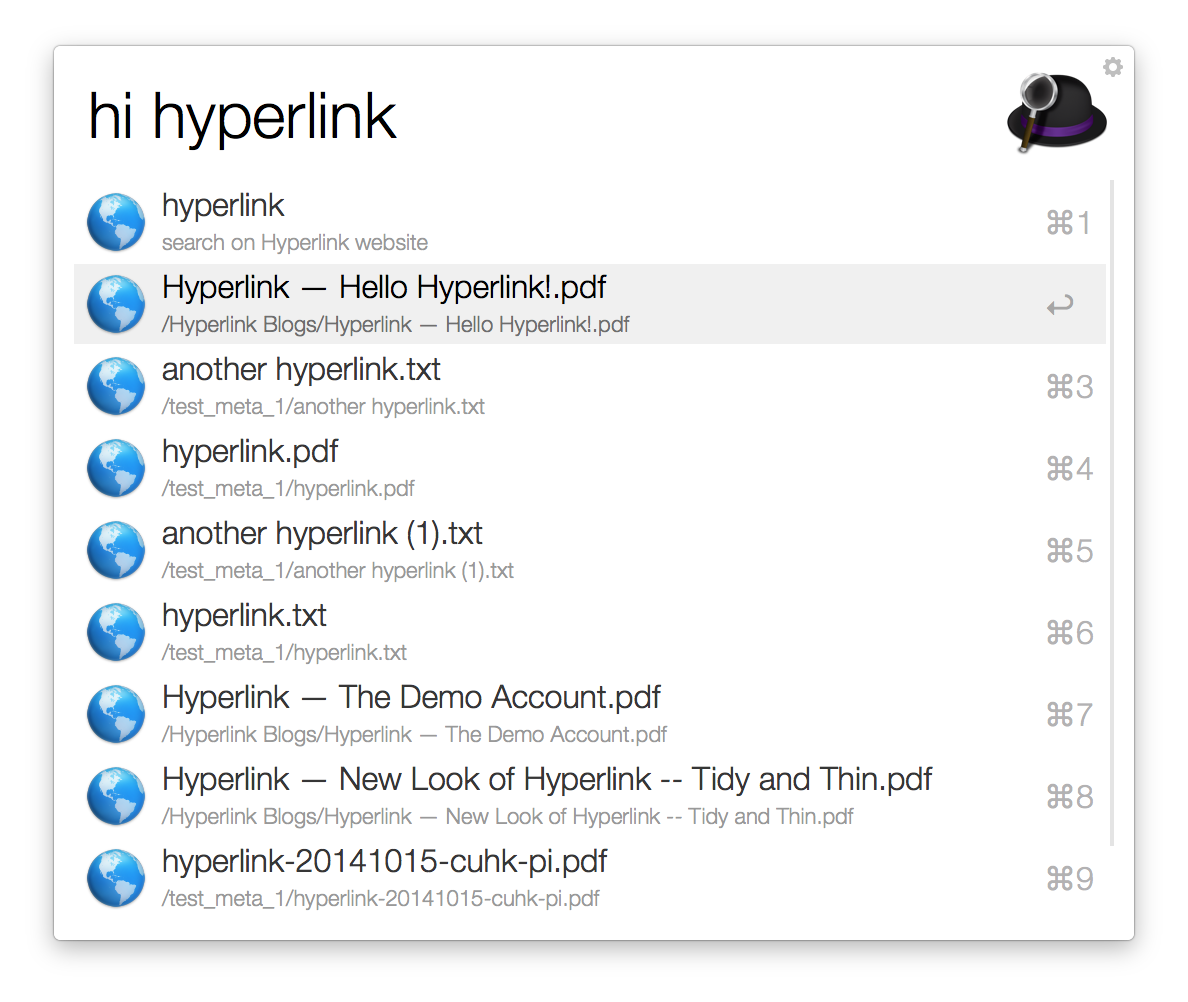 hi hyperlink
hyperlink
search on Hyperlink website
⌘1
Hyperlink — Hello Hyperlink!.pdf
/Hyperlink Blogs/Hyperlink — Hello Hyperlink!.pdf
↩
another hyperlink.txt
/test_meta_1/another hyperlink.txt
⌘3
hyperlink.pdf
/test_meta_1/hyperlink.pdf
⌘4
another hyperlink (1).txt
/test_meta_1/another hyperlink (1).txt
⌘5
hyperlink.txt
/test_meta_1/hyperlink.txt
⌘6
Hyperlink — The Demo Account.pdf
/Hyperlink Blogs/Hyperlink — The Demo Account.pdf
⌘7
Hyperlink — New Look of Hyperlink -- Tidy and Thin.pdf
/Hyperlink Blogs/Hyperlink — New Look of Hyperlink -- Tidy and Thin.pdf
⌘8
hyperlink-20141015-cuhk-pi.pdf
/test_meta_1/hyperlink-20141015-cuhk-pi.pdf
⌘9